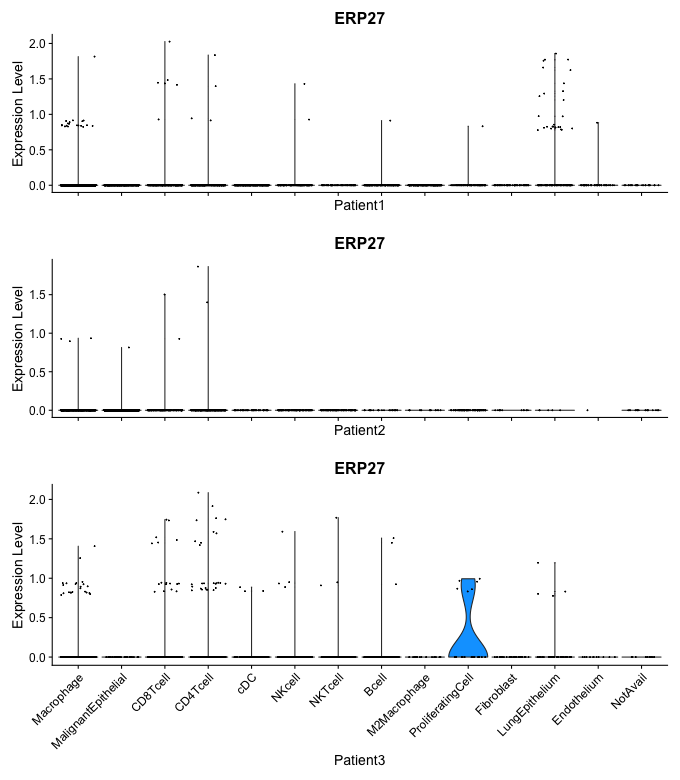 ERP27
Expression Level
2.0
1.5
1.0
0.5
0.0
Patient1
ERP27
Expression Level
1.5
1.0
0.5
0.0
Patient2
ERP27
Expression Level
2.0
1.5
1.0
0.5
0.0
Macrophage
MalignantEpithelial
CD8Tcell
CD4Tcell
cDC
NKcell
NKTcell
Bcell
M2Macrophage
ProliferatingCell
Fibroblast
LungEpithelium
Endothelium
NotAvail
Patient3